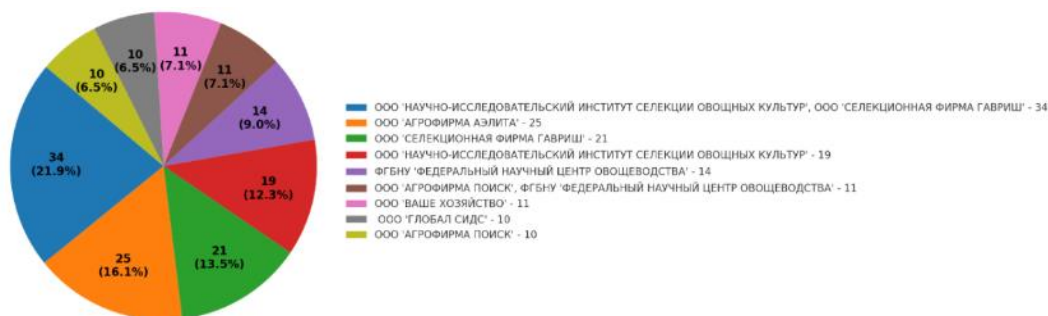 10
(6.5%)
11
(7.1%)
10
(6.5%)
11
(7.1%)
14
(9.0%)
34
(21.9%)
19
(12.3%)
25
(16.1%)
21
(13.5%)
ООО 'НАУЧНО-ИССЛЕДОВАТЕЛЬСКИЙ ИНСТИТУТ СЕЛЕКЦИИ ОВОЩНЫХ КУЛЬТУР', ООО 'СЕЛЕКЦИОННАЯ ФИРМА ГАВРИШ' - 34
ООО 'АГРОФИРМА АЭЛИТА' - 25
ООО 'СЕЛЕКЦИОННАЯ ФИРМА ГАВРИШ' - 21
ООО 'НАУЧНО-ИССЛЕДОВАТЕЛЬСКИЙ ИНСТИТУТ СЕЛЕКЦИИ ОВОЩНЫХ КУЛЬТУР' - 19
ФГБНУ 'ФЕДЕРАЛЬНЫЙ НАУЧНЫЙ ЦЕНТР ОВОЩЕВОДСТВА' - 14
ООО 'АГРОФИРМА ПОИСК', ФГБНУ 'ФЕДЕРАЛЬНЫЙ НАУЧНЫЙ ЦЕНТР ОВОЩЕВОДСТВА' - 11
ООО 'ВАШЕ ХОЗЯЙСТВО' - 11
ООО 'ГЛОБАЛ СИДС' - 10
ООО 'АГРОФИРМА ПОИСК' - 10